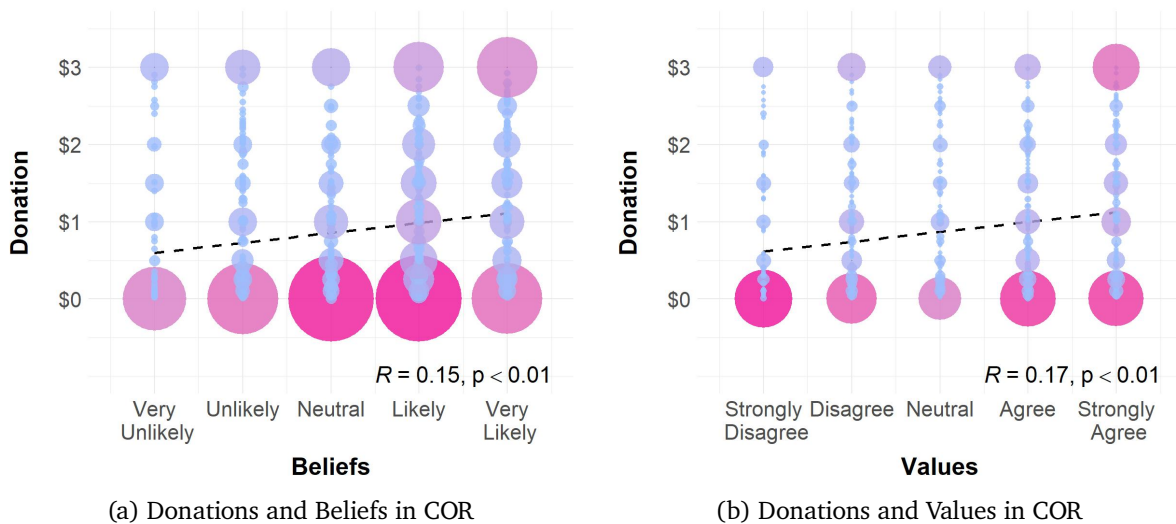 Donation
$3
$2
$1
$0
R = 0.15, p < 0.01
Very Unlikely
Unlikely
Neutral
Likely
Very Likely
Beliefs
(a) Donations and Beliefs in COR
Donation
$3
$2
$1
$0
R = 0.17, p < 0.01
Strongly Disagree
Disagree
Neutral
Agree
Strongly Agree
Values
(b) Donations and Values in COR